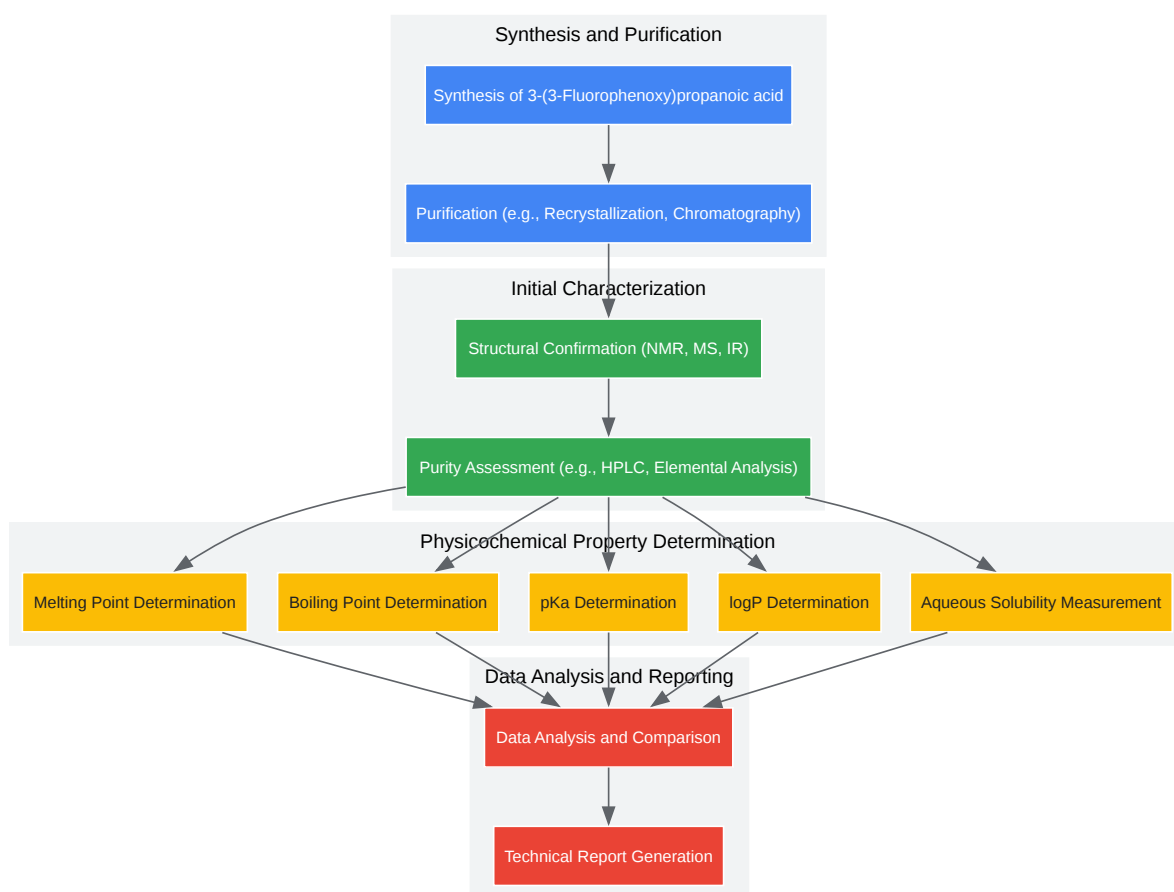 Synthesis and Purification
Synthesis of 3-(3-Fluorophenoxy)propanoic acid
Purification (e.g., Recrystallization, Chromatography)
Initial Characterization
Structural Confirmation (NMR, MS, IR)
Purity Assessment (e.g., HPLC, Elemental Analysis)
Physicochemical Property Determination
Melting Point Determination
Boiling Point Determination
pKa Determination
logP Determination
Aqueous Solubility Measurement
Data Analysis and Reporting
Data Analysis and Comparison
Technical Report Generation